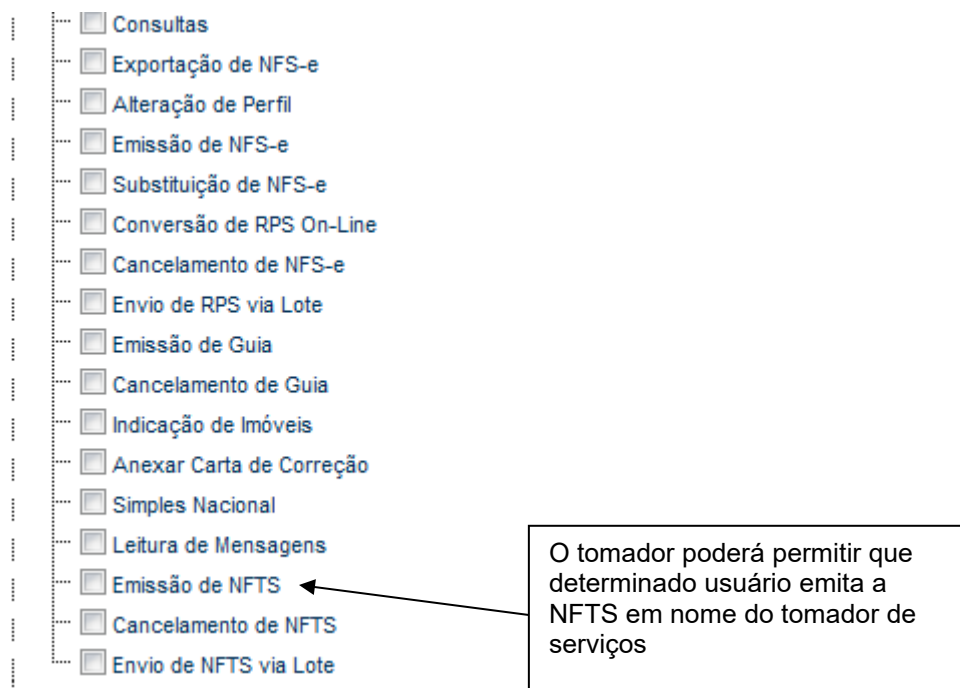 Consultas
Exportação de NFS-e
Alteração de Perfil
Emissão de NFS-e
Substituição de NFS-e
Conversão de RPS On-Line
Cancelamento de NFS-e
Envio de RPS via Lote
Emissão de Guia
Cancelamento de Guia
Indicação de Imóveis
Anexar Carta de Correção
Simples Nacional
Leitura de Mensagens
Emissão de NFTS
Cancelamento de NFTS
Envio de NFTS via Lote
O tomador poderá permitir que
determinado usuário emita a
NFTS em nome do tomador de
serviços